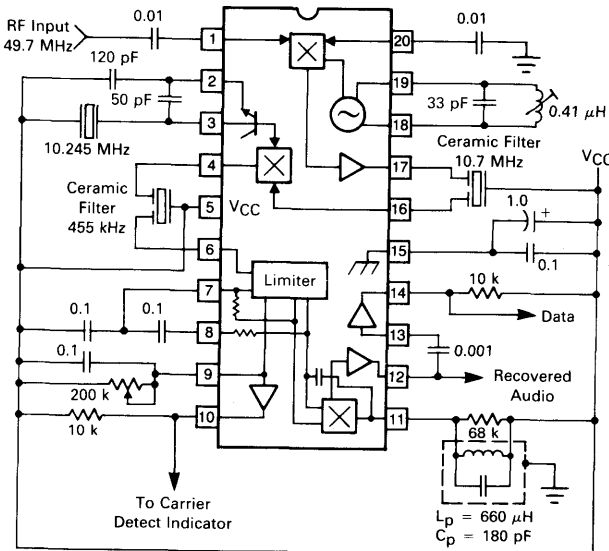 0.01
RF Input
49.7 MHz
120 pF
50 pF
10.245 MHz
Ceramic
Filter
455 kHz
0.1
0.1
0.1
200 k
10 k
To Carrier
Detect Indicator
1
2
3
4
5
6
7
8
9
10
VCC
Limiter
20
19
18
17
16
15
14
13
12
11
0.01
33 pF
0.41 μH
Ceramic Filter
10.7 MHz
VCC
1.0
+
0.1
10 k
Data
0.001
Recovered
Audio
68 k
Lp = 660 μH
Cp = 180 pF